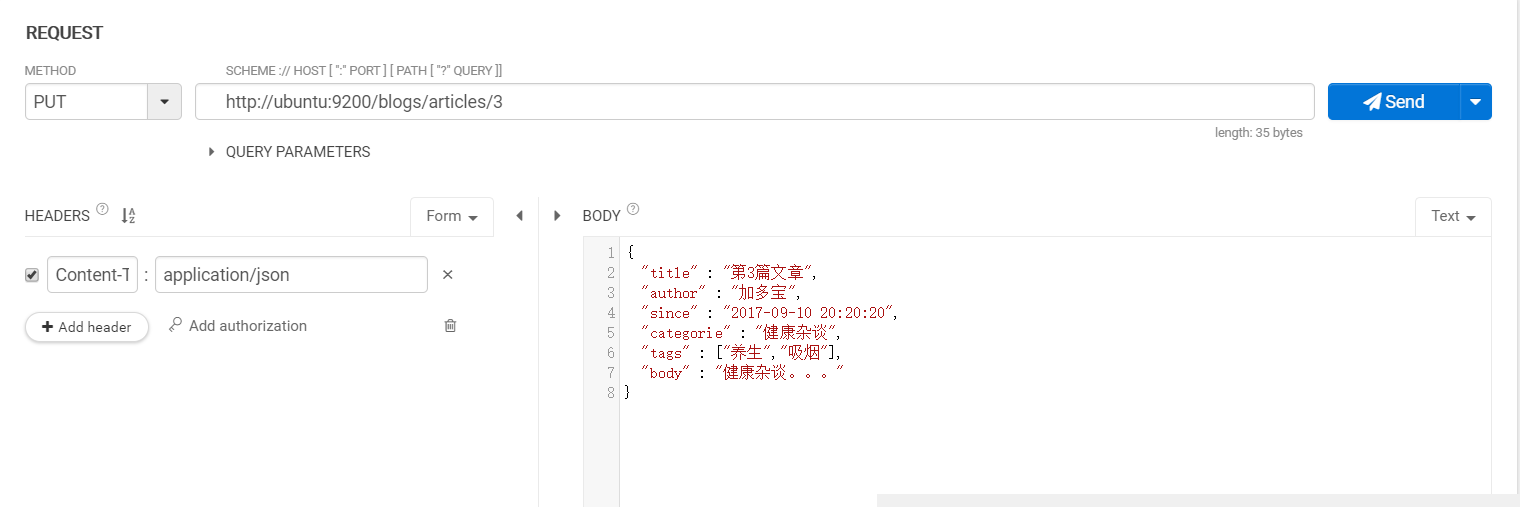 REQUEST
METHOD
SCHEME :// HOST [ ":" PORT ] [ PATH [ "?" QUERY ]]
PUT
http://ubuntu:9200/blogs/articles/3
Send
length: 35 bytes
QUERY PARAMETERS
HEADERS ? A Z
Form
BODY ?
Text
Content-T : application/json ×
+ Add header
Add authorization
1 {
2 "title" : "第3篇文章",
3 "author" : "加多宝",
4 "since" : "2017-09-10 20:20:20",
5 "categorie" : "健康杂谈",
6 "tags" : ["养生","吸烟"],
7 "body" : "健康杂谈。。。"
8 }